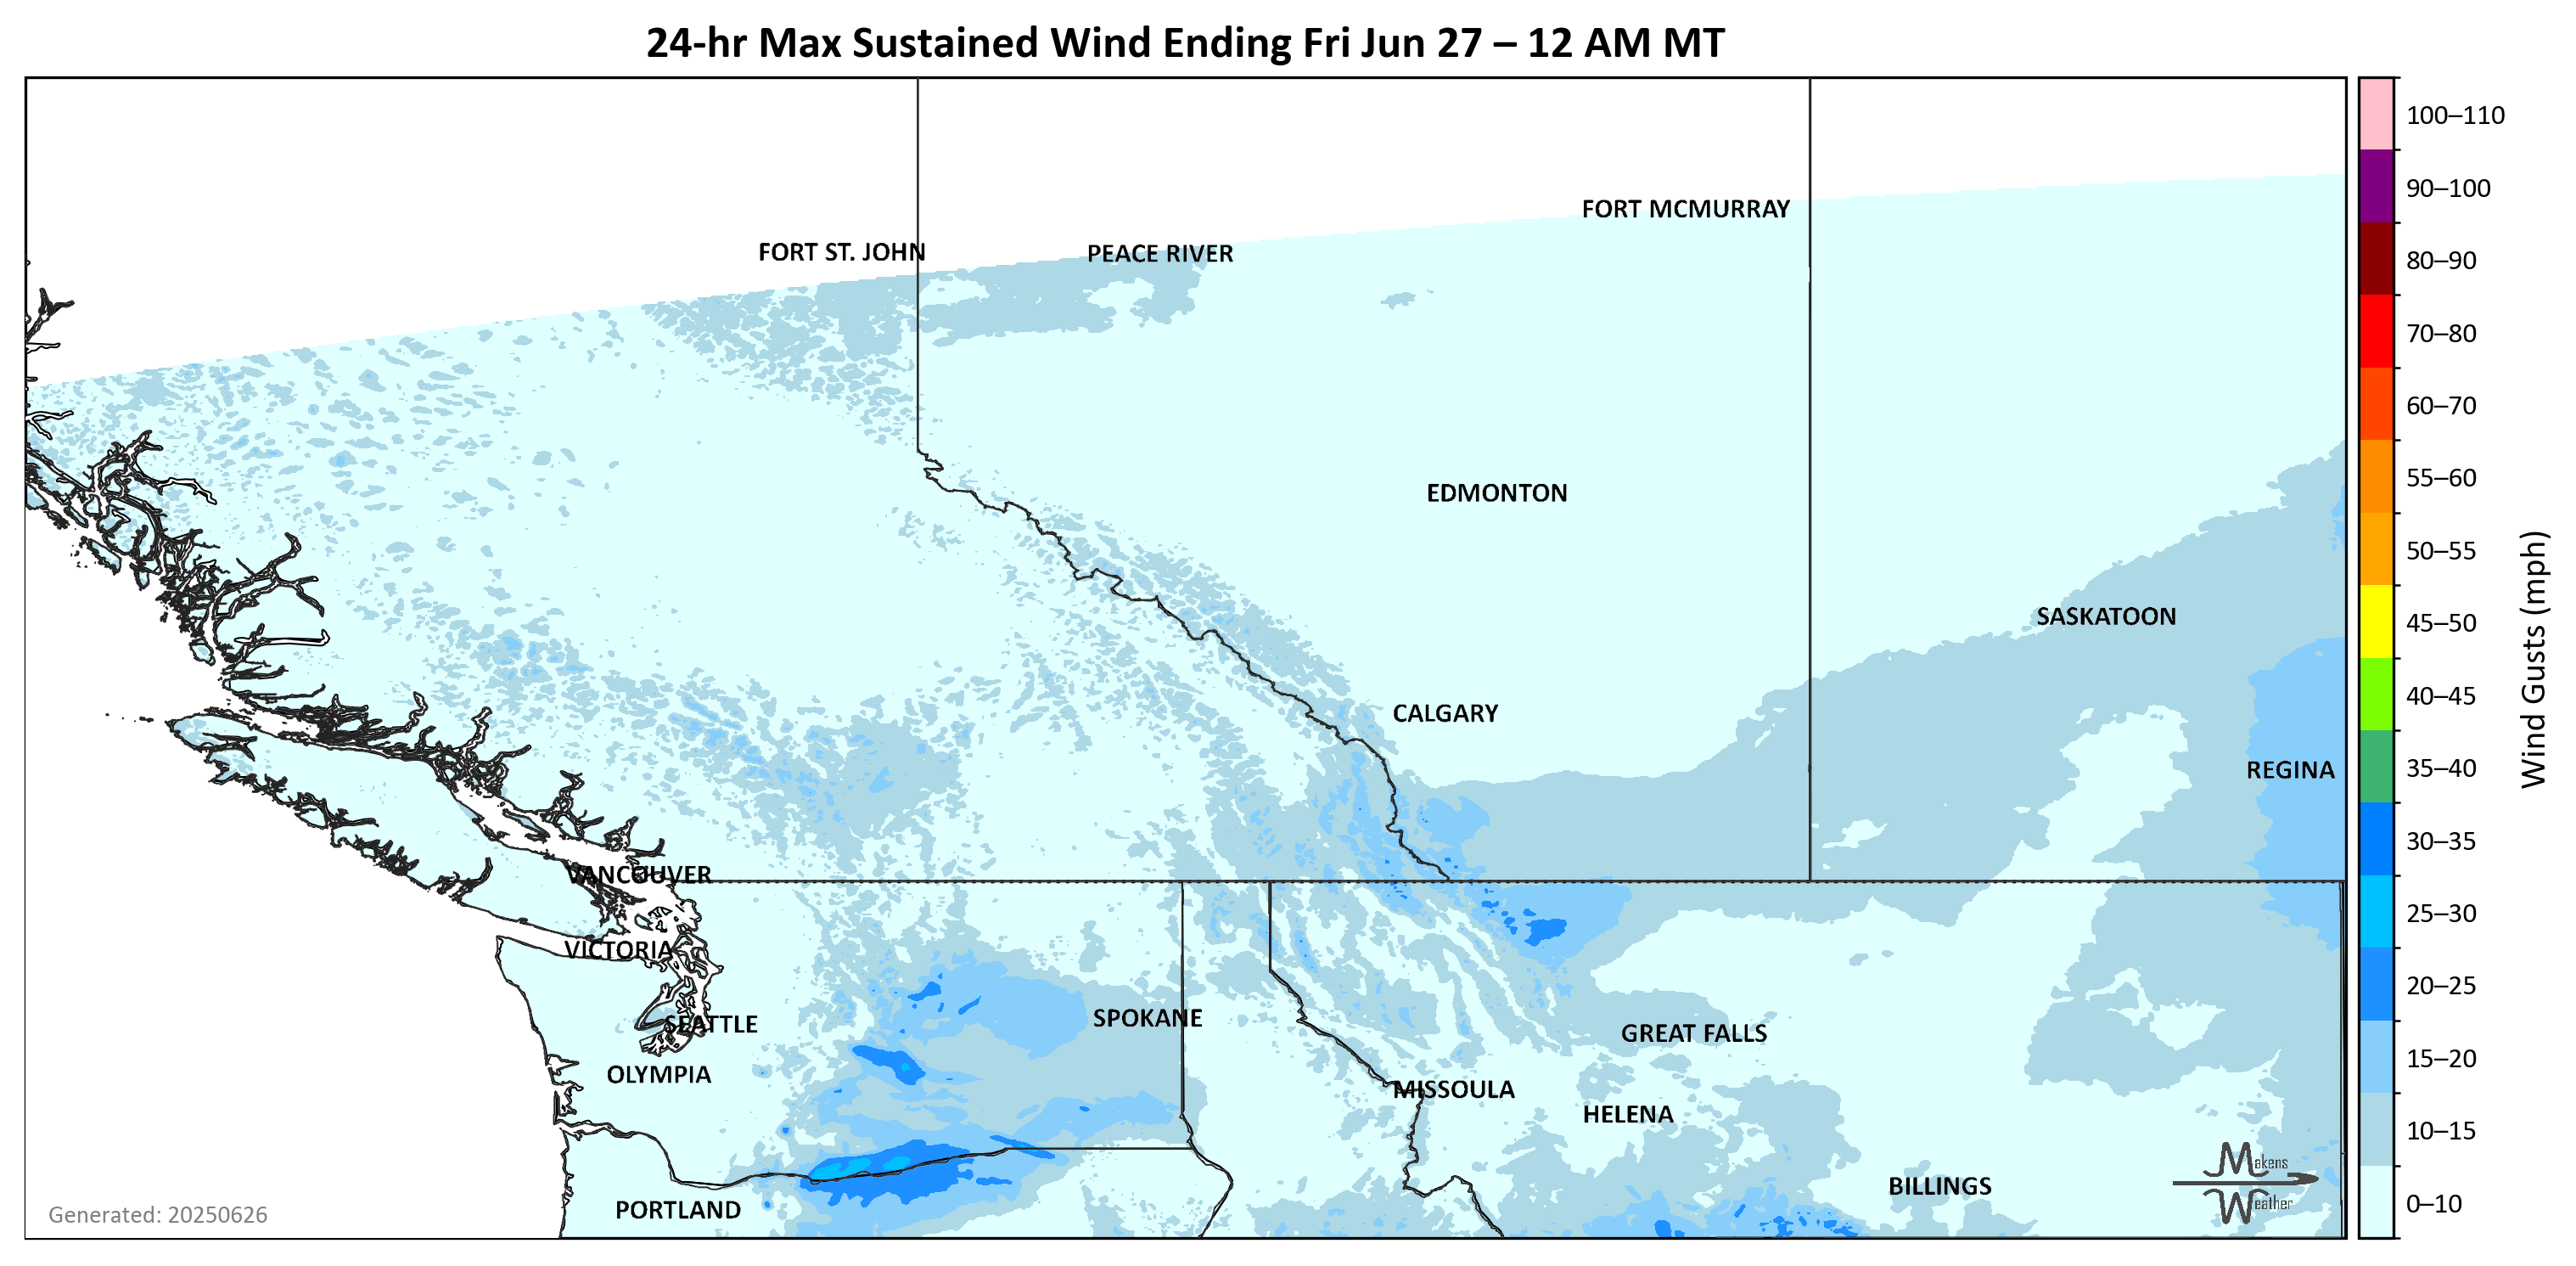 24-hr Max Sustained Wind Ending Fri Jun 27 – 12 AM MT
100–110
90–100
80–90
70–80
60–70
55–60
50–55
45–50
40–45
35–40
30–35
25–30
20–25
15–20
10–15
0–10
Wind Gusts (mph)
FORT MCMURRAY
FORT ST. JOHN
PEACE RIVER
EDMONTON
SASKATOON
CALGARY
REGINA
VANCOUVER
VICTORIA
SEATTLE
SPOKANE
GREAT FALLS
OLYMPIA
MISSOULA
HELENA
BILLINGS
PORTLAND
Makens
Weather
Generated: 20250626